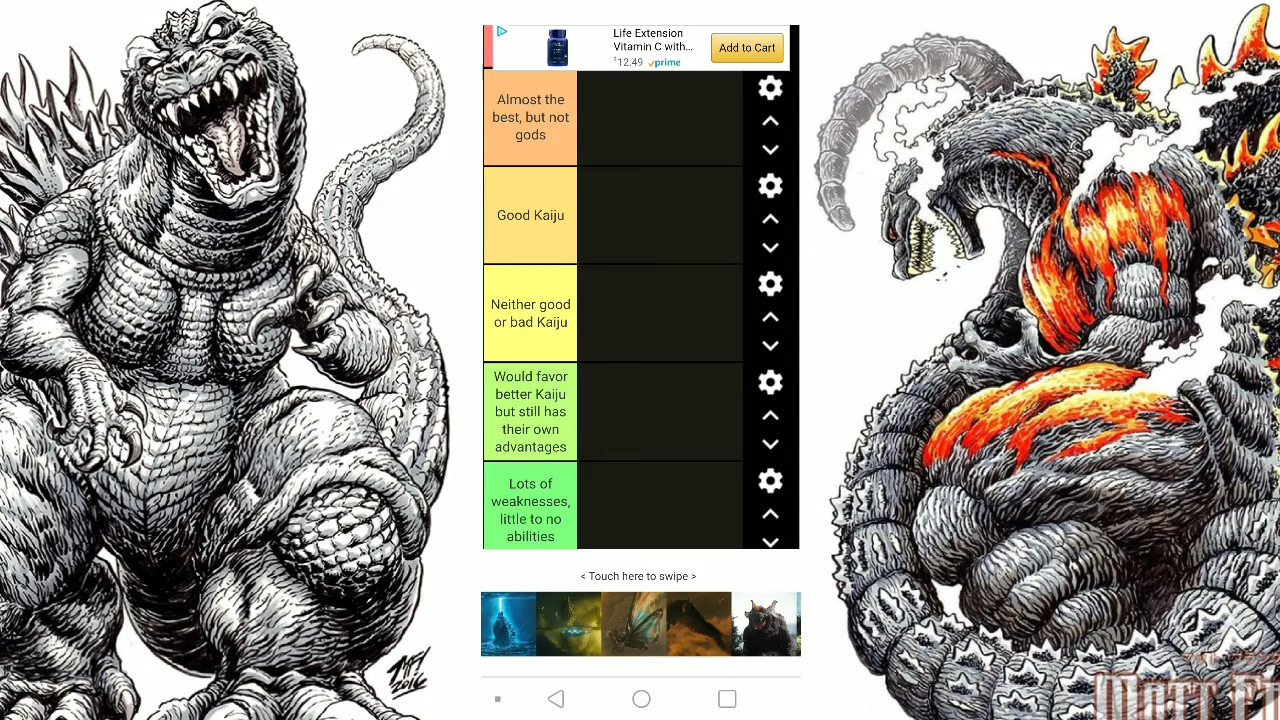 Life Extension
Vitamin C with...
$12.49 prime
Add to Cart
Almost the
best, but not
gods
Good Kaiju
Neither good
or bad Kaiju
Would favor
better Kaiju
but still has
their own
advantages
Lots of
weaknesses,
little to no
abilities
< Touch here to swipe >
2016